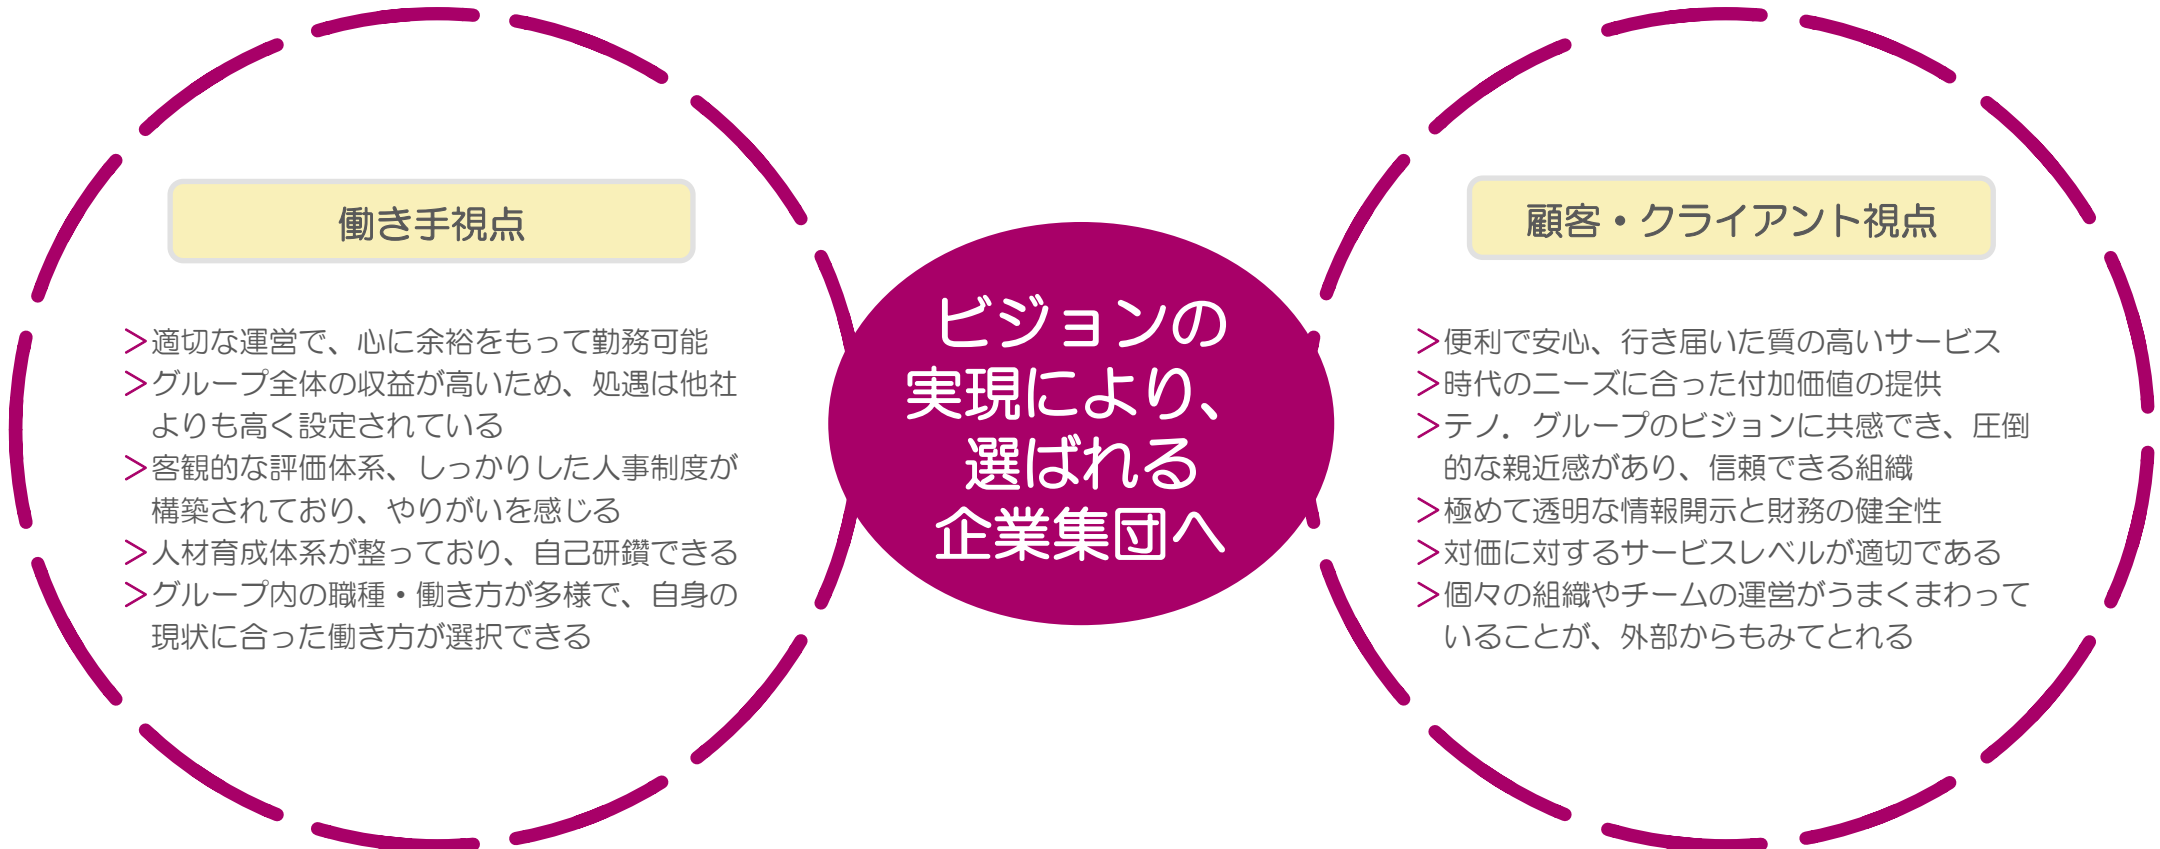 働き手視点
＞適切な運営で、心に余裕をもって勤務可能
＞グループ全体の収益が高いため、処遇は他社
よりも高く設定されている
＞客観的な評価体系、しっかりした人事制度が
構築されており、やりがいを感じる
＞人材育成体系が整っており、自己研鑽できる
＞グループ内の職種・働き方が多様で、自身の
現状に合った働き方が選択できる
ビジョンの
実現により、
選ばれる
企業集団へ
顧客・クライアント視点
＞便利で安心、行き届いた質の高いサービス
＞時代のニーズに合った付加価値の提供
＞テノ．グループのビジョンに共感でき、圧倒
的な親近感があり、信頼できる組織
＞極めて透明な情報開示と財務の健全性
＞対価に対するサービスレベルが適切である
＞個々の組織やチームの運営がうまくまわって
いることが、外部からもみてとれる